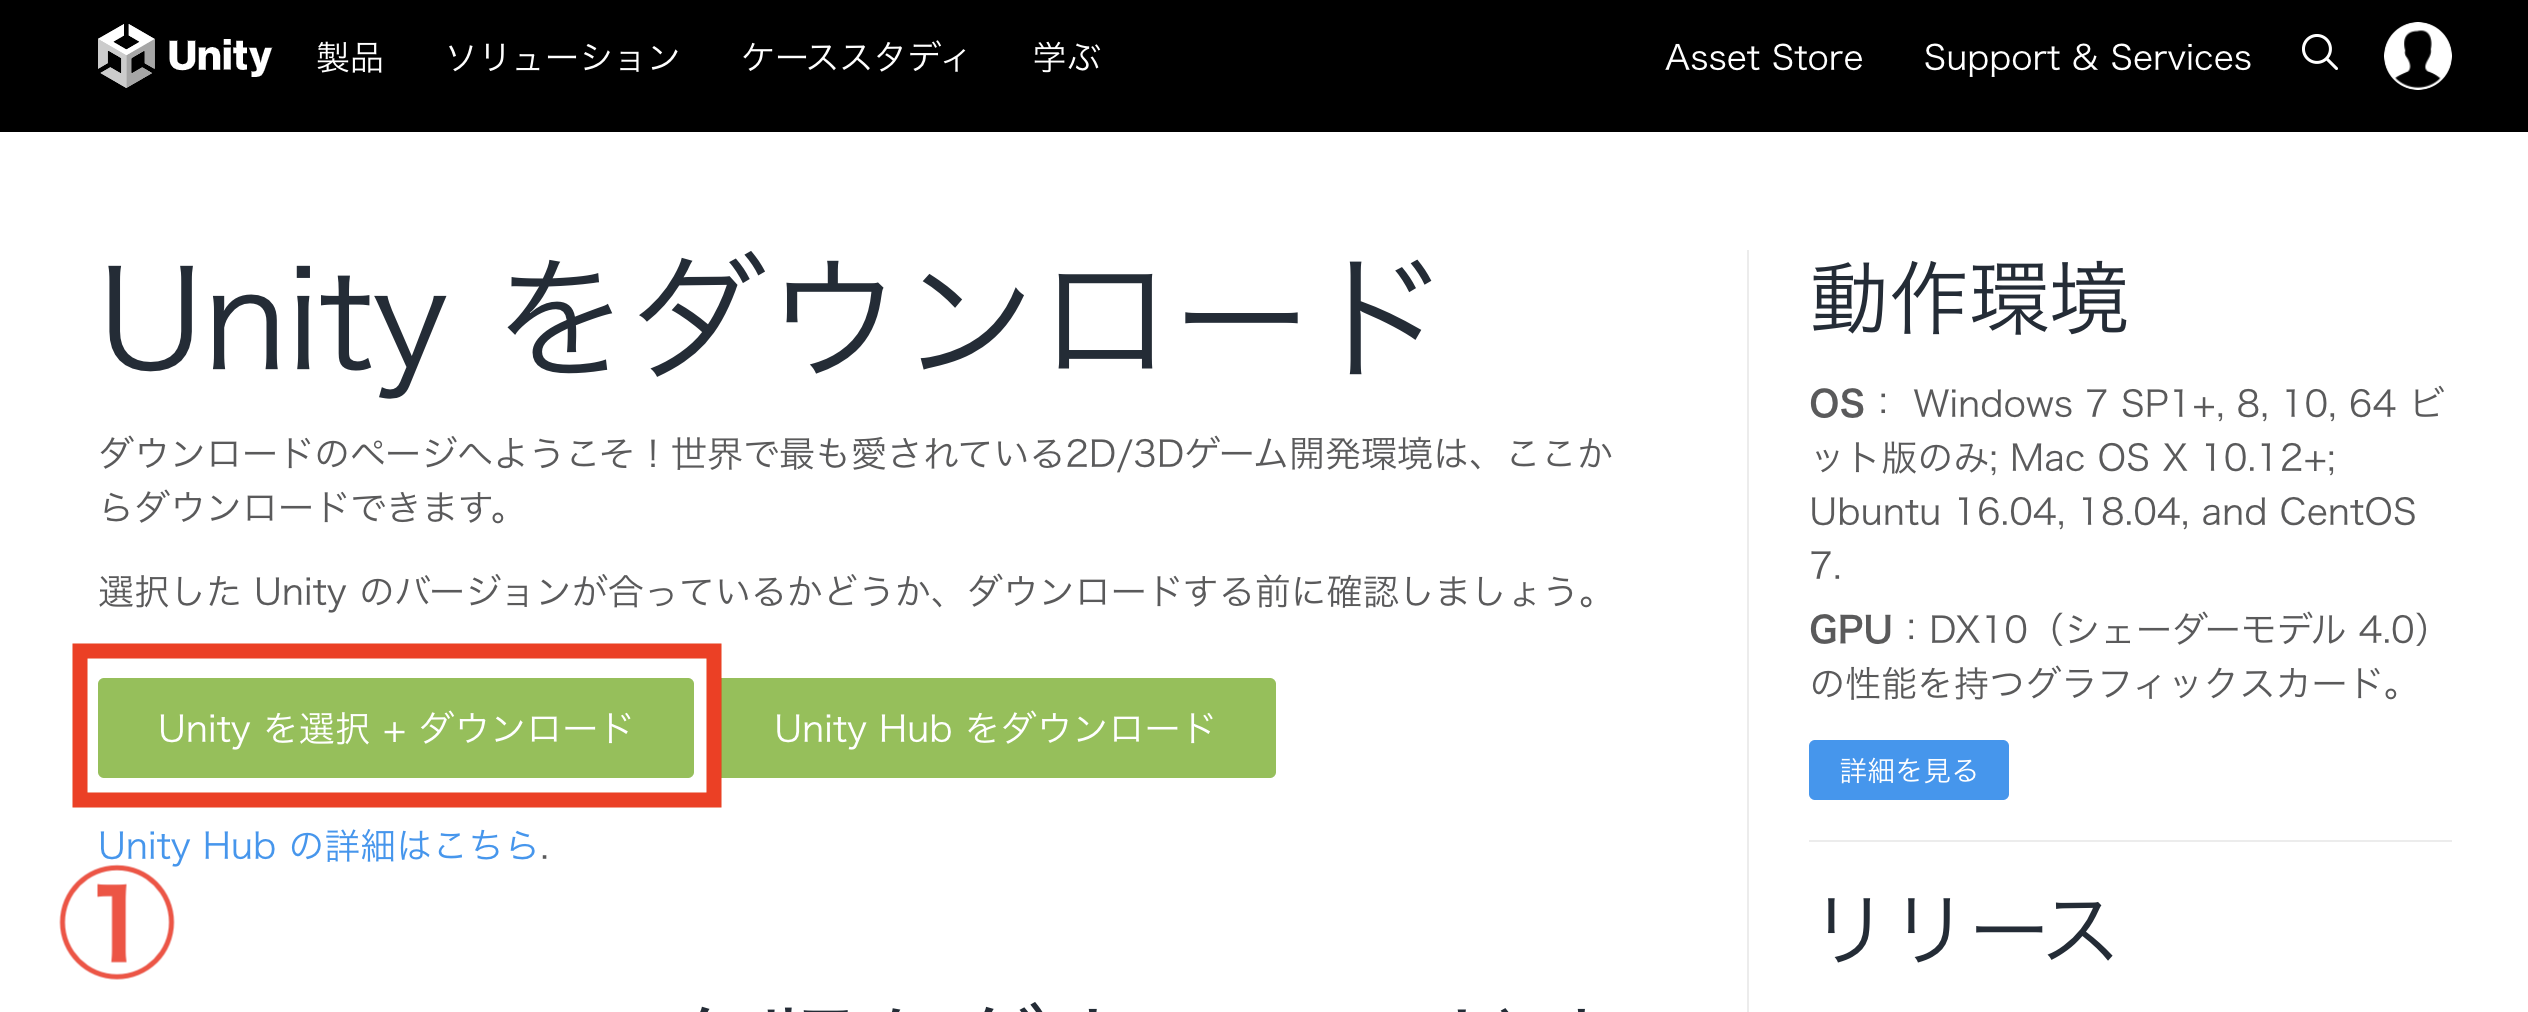 Unity 製品 ソリューション ケーススタディ 学ぶ Asset Store Support & Services
Unity をダウンロード
ダウンロードのページへようこそ！世界で最も愛されている2D/3Dゲーム開発環境は、ここか
らダウンロードできます。
選択した Unity のバージョンが合っているかどうか、ダウンロードする前に確認しましょう。
Unity を選択 + ダウンロード
Unity Hub をダウンロード
Unity Hub の詳細はこちら.
①
動作環境
OS： Windows 7 SP1+, 8, 10, 64 ビ
ット版のみ; Mac OS X 10.12+;
Ubuntu 16.04, 18.04, and CentOS
7.
GPU：DX10（シェーダーモデル 4.0）
の性能を持つグラフィックスカード。
詳細を見る
リリース